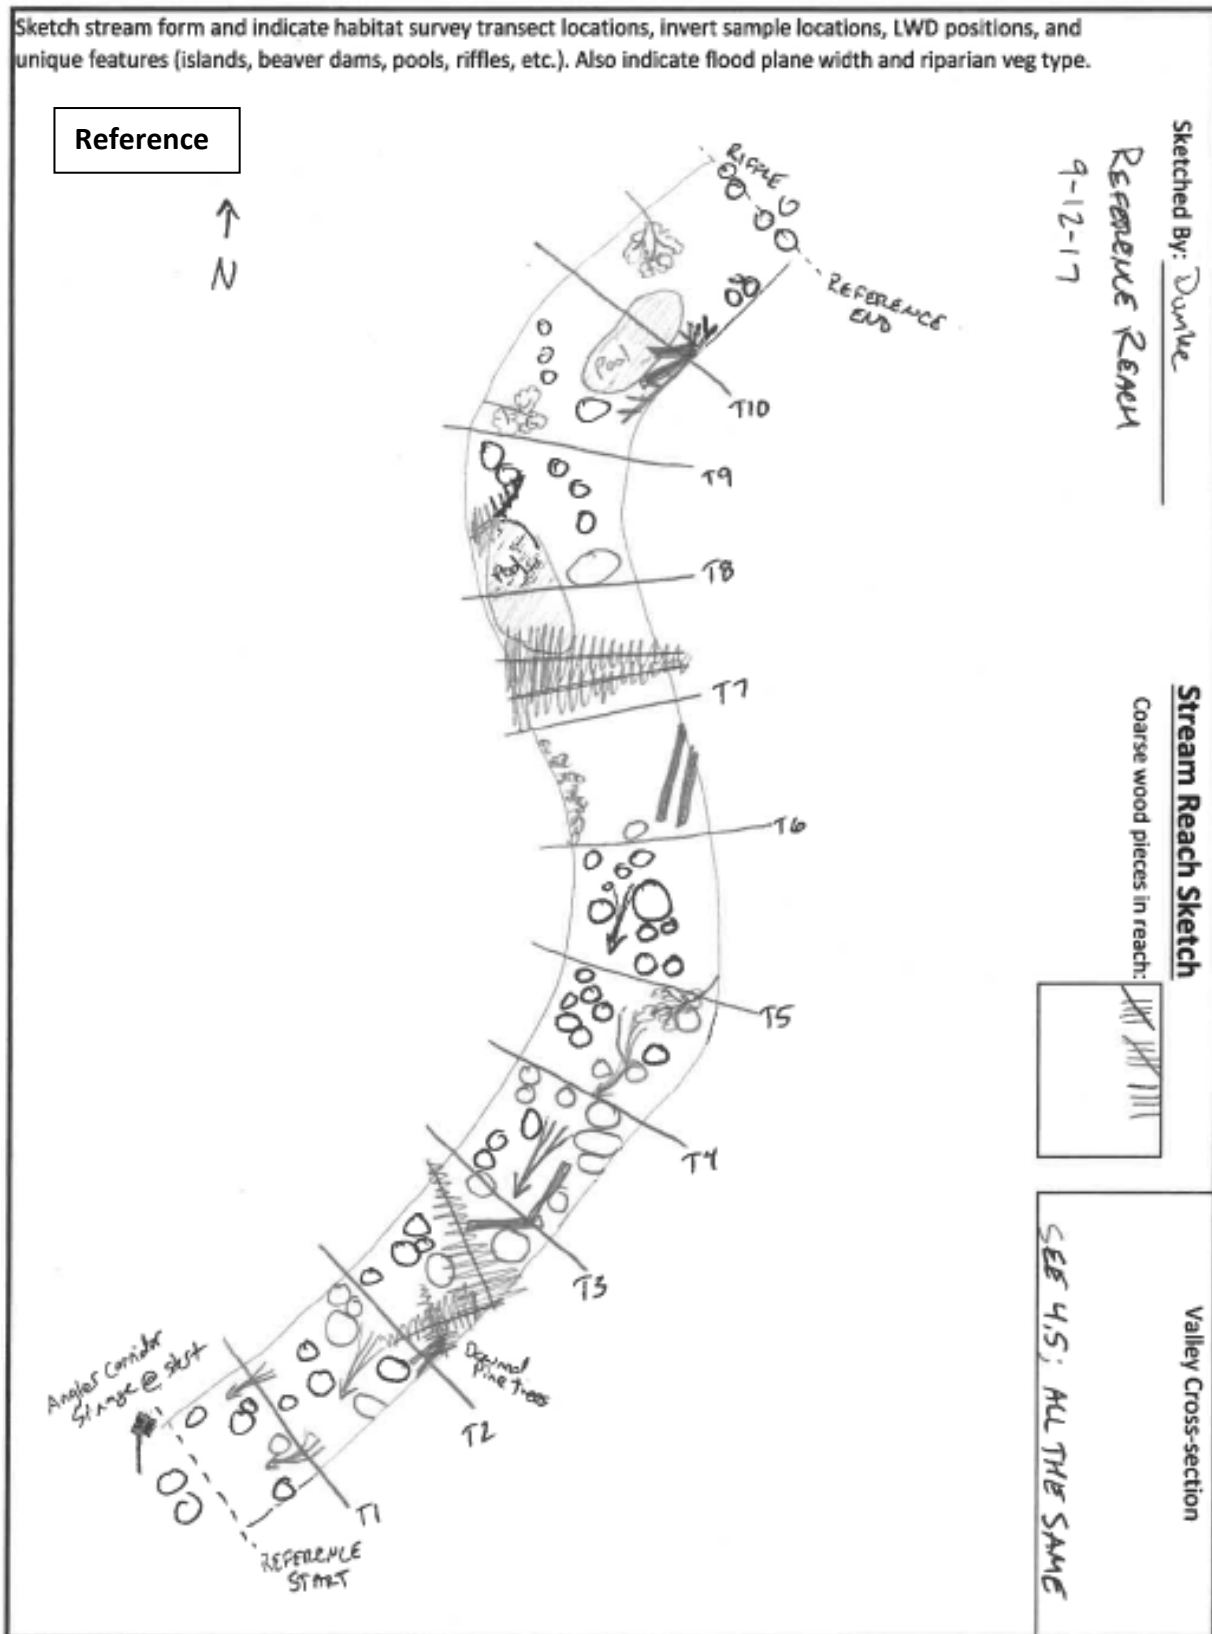 Sketch stream form and indicate habitat survey transect locations, invert sample locations, LWD positions, and
unique features (islands, beaver dams, pools, riffles, etc.). Also indicate flood plane width and riparian veg type.
Reference
N
Sketched By:
REFERENCE REACH
9-12-17
Stream Reach Sketch
Coarse wood pieces in reach:
Valley Cross-section
SEE 4,5; ALL THE SAME
RIFFLE
REFERENCE
END
Pool
T10
T9
Pool
T8
T7
T6
T5
T4
T3
Pine Trees
T2
Angler Corridor
@ start
T1
REFERENCE
START